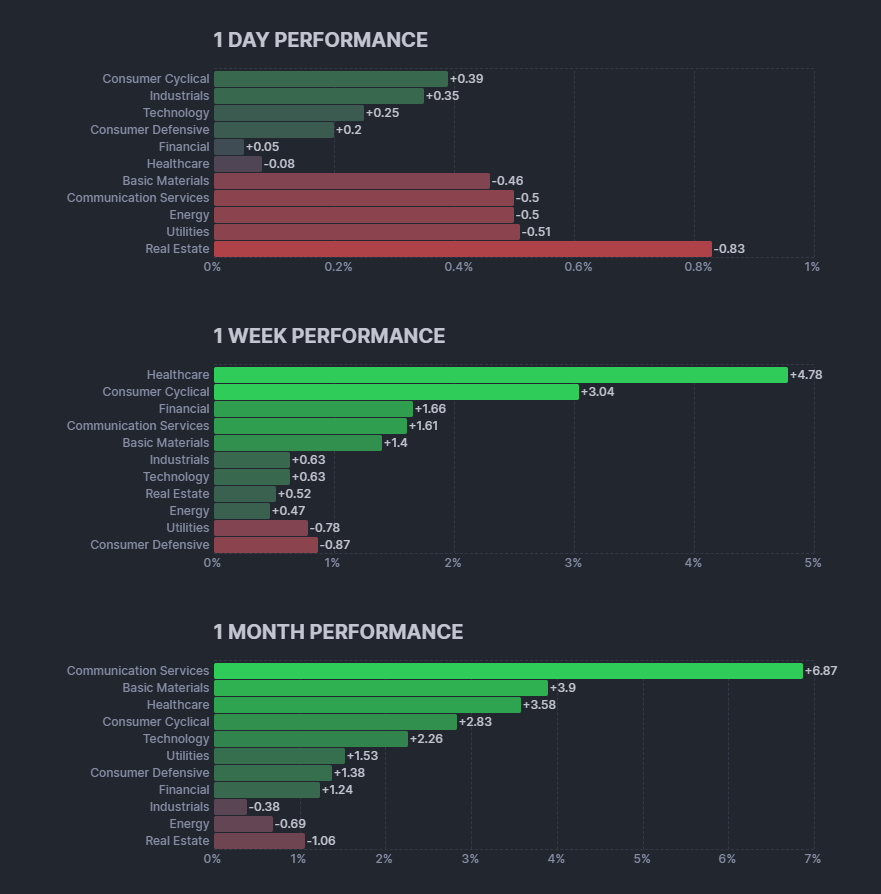 1 DAY PERFORMANCE
Consumer Cyclical +0.39
Industrials +0.35
Technology +0.25
Consumer Defensive +0.2
Financial +0.05
Healthcare -0.08
Basic Materials -0.46
Communication Services -0.5
Energy -0.5
Utilities -0.51
Real Estate -0.83
0% 0.2% 0.4% 0.6% 0.8% 1%
1 WEEK PERFORMANCE
Healthcare +4.78
Consumer Cyclical +3.04
Financial +1.66
Communication Services +1.61
Basic Materials +1.4
Industrials +0.63
Technology +0.63
Real Estate +0.52
Energy +0.47
Utilities -0.78
Consumer Defensive -0.87
0% 1% 2% 3% 4% 5%
1 MONTH PERFORMANCE
Communication Services +6.87
Basic Materials +3.9
Healthcare +3.58
Consumer Cyclical +2.83
Technology +2.26
Utilities +1.53
Consumer Defensive +1.38
Financial +1.24
Industrials -0.38
Energy -0.69
Real Estate -1.06
0% 1% 2% 3% 4% 5% 6% 7%